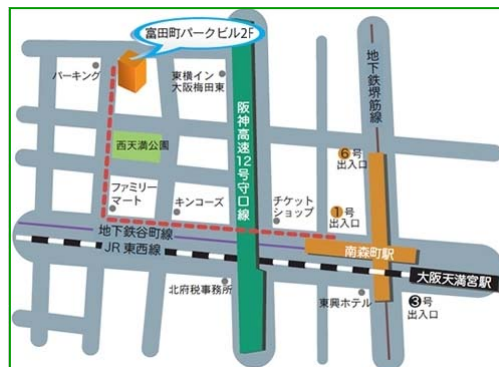 富田町パークビル2F
パーキング
東横イン
大阪梅田東
地下鉄堺筋線
阪神高速12号守口線
西天満公園
❻号
出入口
ファミリー
マート
キンコーズ
チケット
ショップ
❶号
出入口
地下鉄谷町線
JR東西線
南森町駅
大阪天満宮駅
北府税事務所
東興ホテル
❸号
出入口